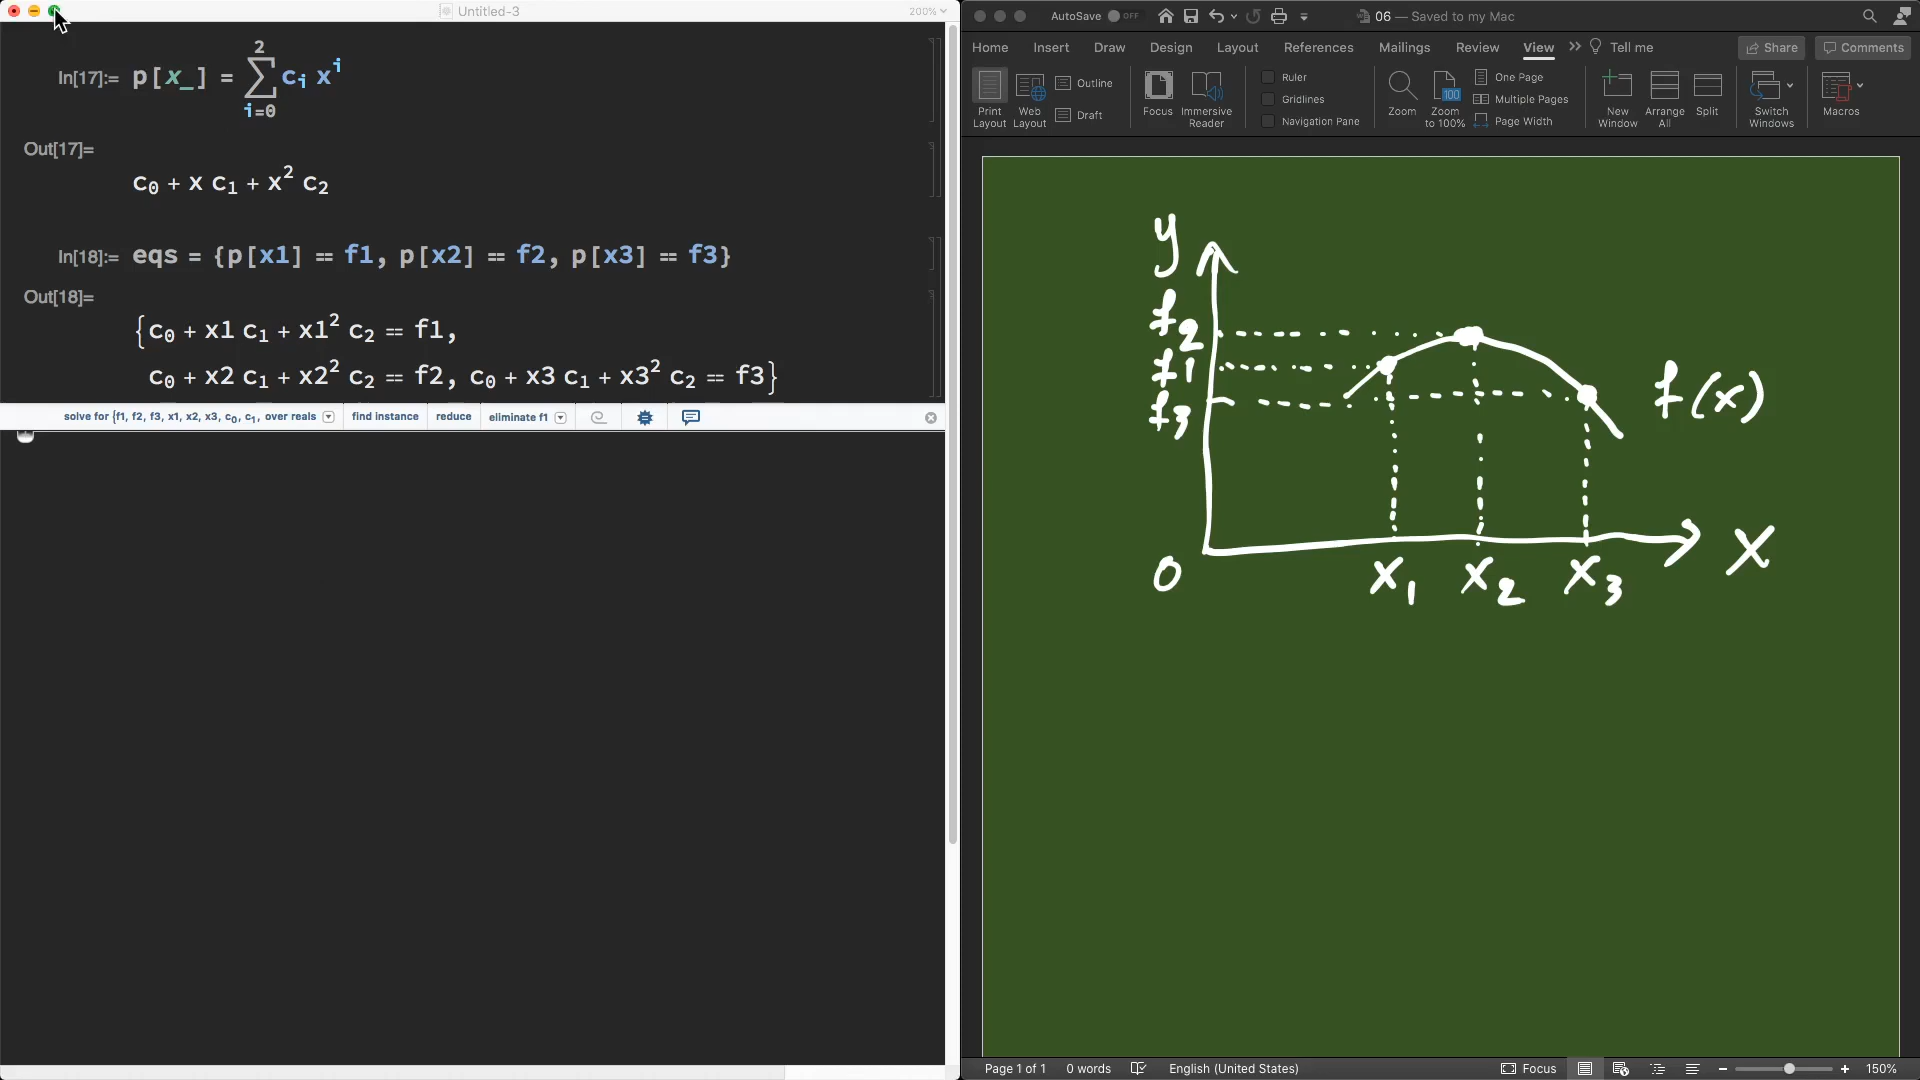 Untitled-3
200%
2
In[17]:= p[x_] = ∑ cᵢ xⁱ
i=0
Out[17]=
c₀ + x c₁ + x² c₂
In[18]:= eqs = {p[x1] == f1, p[x2] == f2, p[x3] == f3}
Out[18]=
{c₀ + x1 c₁ + x1² c₂ == f1,
c₀ + x2 c₁ + x2² c₂ == f2, c₀ + x3 c₁ + x3² c₂ == f3}
solve for {f1, f2, f3, x1, x2, x3, c₀, c₁, over reals
find instance
reduce
eliminate f1
AutoSave OFF
06 — Saved to my Mac
Home Insert Draw Design Layout References Mailings Review View Tell me
Share Comments
Print Layout
Web Layout
Outline
Draft
Focus
Immersive Reader
Ruler
Gridlines
Navigation Pane
Zoom
Zoom to 100%
100
One Page
Multiple Pages
Page Width
New Window
Arrange All
Split
Switch Windows
Macros
y
f2
f1
f3
f(x)
0
x1 x2 x3
x
Page 1 of 1 0 words English (United States) Focus 150%